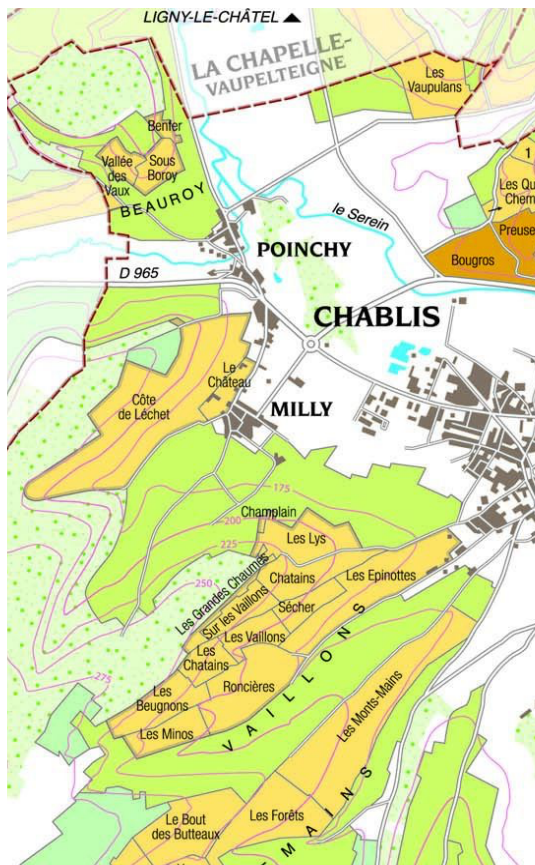 LIGNY-LE-CHÂTEL
LA CHAPELLE-
VAUPELTEIGNE
Les
Vaupulans
Benfer
Vallée
des
Vaux
Sous
Boroy
BEAUROY
1
Les Qu
Chem
Preuse
Bougros
le Serein
POINCHY
D 965
CHABLIS
Le
Château
Côte
de Léchet
MILLY
175
Champlain
200
Les Lys
225
Les Grandes Chaumes
Chatains
Les Epinottes
250
Sur les Vaillons
Sécher
Les Vaillons
Les
Chatains
275
Les
Beugnons
Roncières
VAILLONS
Les Monts-Mains
Les Minos
Le Bout
des Butteaux
Les Forêts
MAINS